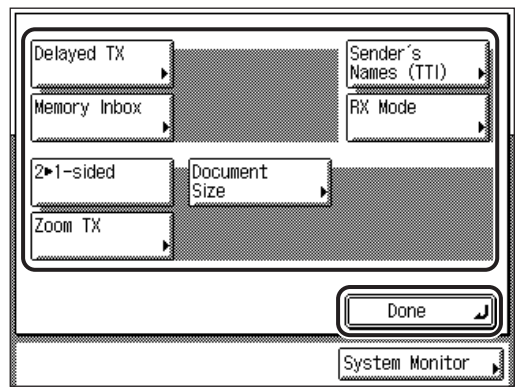 Delayed TX
Sender´s
Names (TTI)
Memory Inbox
RX Mode
2▶1-sided
Document
Size
Zoom TX
Done
System Monitor